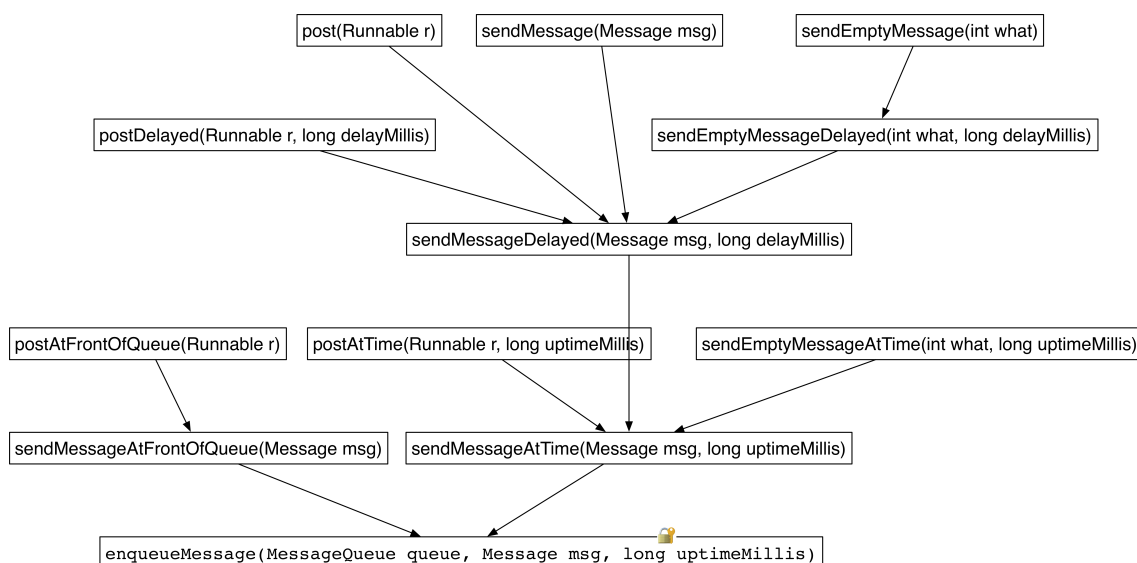 post(Runnable r)
sendMessage(Message msg)
sendEmptyMessage(int what)
postDelayed(Runnable r, long delayMillis)
sendEmptyMessageDelayed(int what, long delayMillis)
sendMessageDelayed(Message msg, long delayMillis)
postAtFrontOfQueue(Runnable r)
postAtTime(Runnable r, long uptimeMillis)
sendEmptyMessageAtTime(int what, long uptimeMillis)
sendMessageAtFrontOfQueue(Message msg)
sendMessageAtTime(Message msg, long uptimeMillis)
enqueueMessage(MessageQueue queue, Message msg, long uptimeMillis)